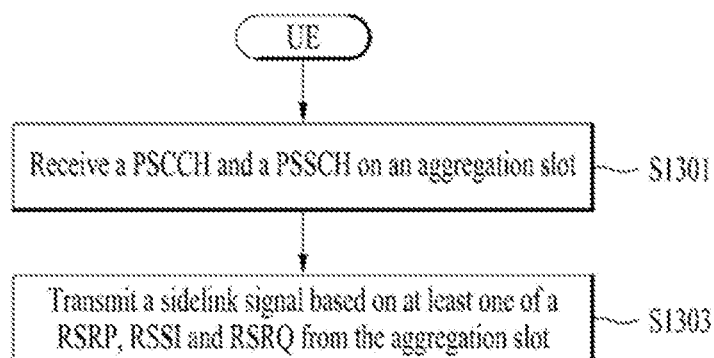 UE
Receive a PSCCH and a PSSCH on an aggregation slot
S1301
Transmit a sidelink signal based on at least one of a
RSRP, RSSI and RSRQ from the aggregation slot
S1303